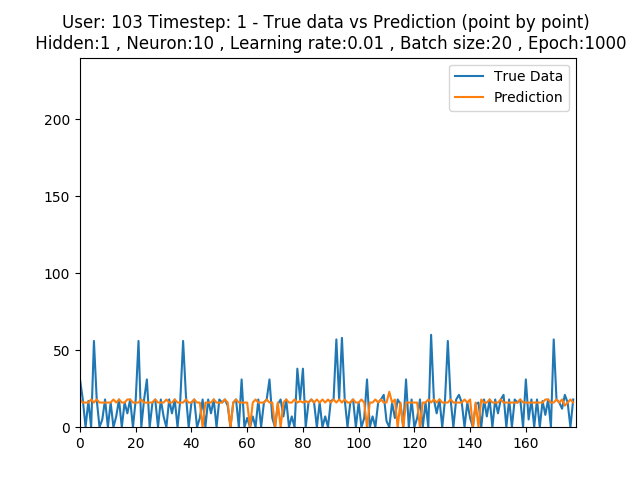 User: 103 Timestep: 1 - True data vs Prediction (point by point)
Hidden:1 , Neuron:10 , Learning rate:0.01 , Batch size:20 , Epoch:1000
True Data
Prediction
200
150
100
50
0
0 20 40 60 80 100 120 140 160